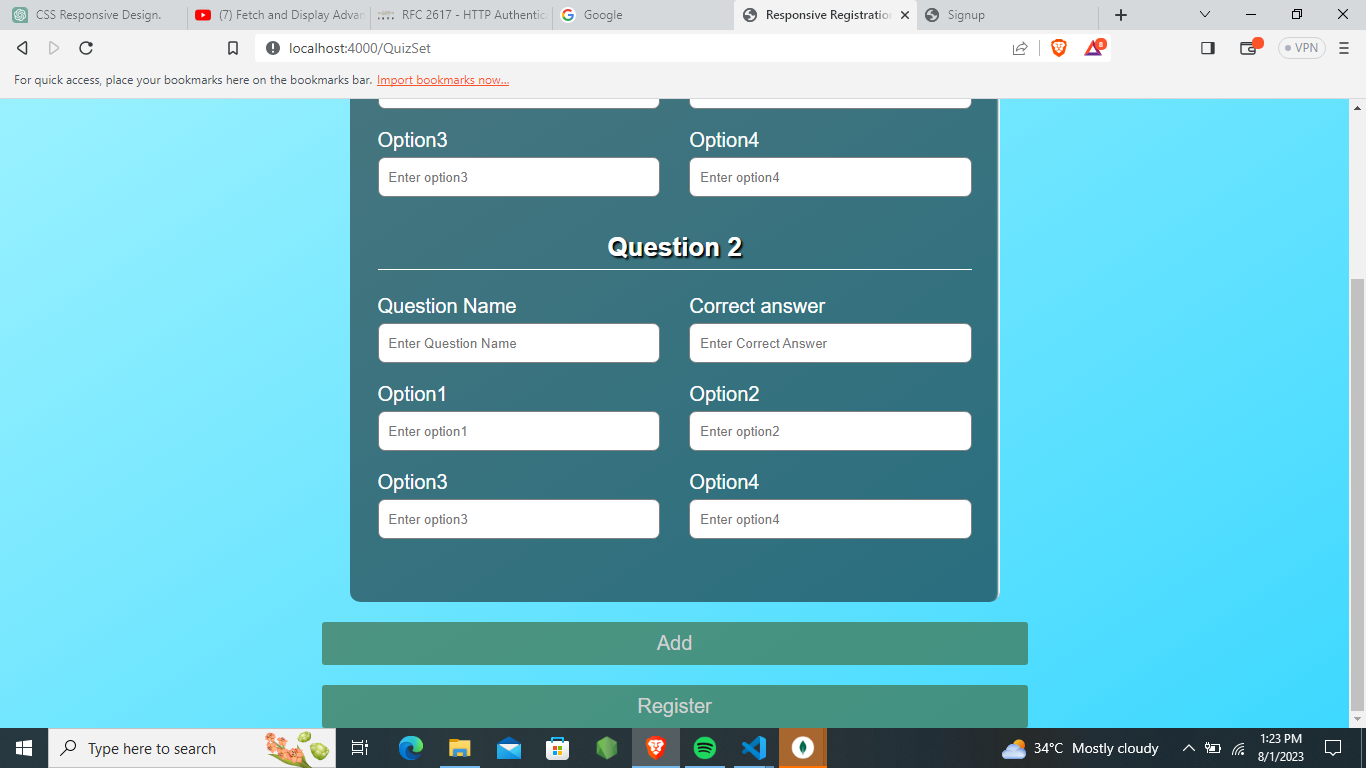 CSS Responsive Design.
(7) Fetch and Display Advan
RFC 2617 - HTTP Authentic
Google
Responsive Registration
Signup
localhost:4000/QuizSet
8
VPN
For quick access, place your bookmarks here on the bookmarks bar. Import bookmarks now...
Option3 Option4
Enter option3 Enter option4
Question 2
Question Name Correct answer
Enter Question Name Enter Correct Answer
Option1 Option2
Enter option1 Enter option2
Option3 Option4
Enter option3 Enter option4
Add
Register
Type here to search
34°C Mostly cloudy
1:23 PM
8/1/2023